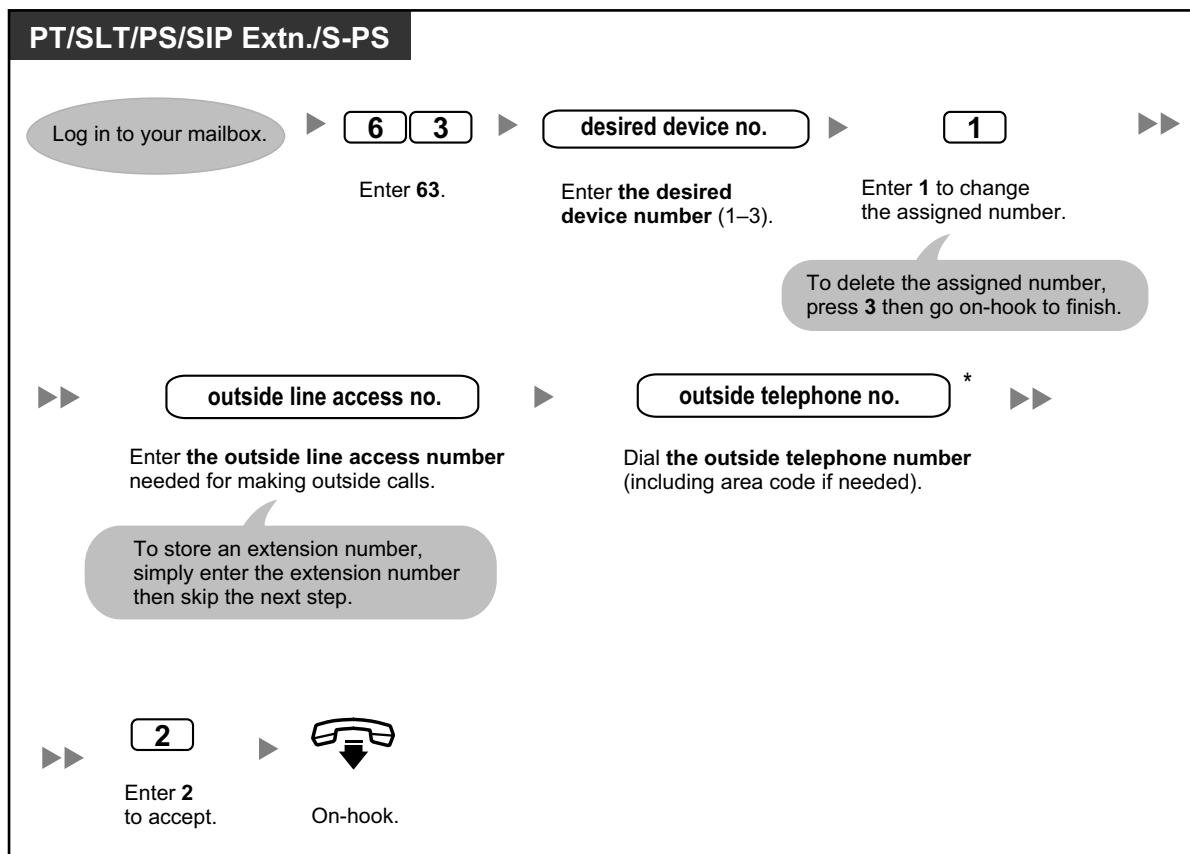 PT/SLT/PS/SIP Extn./S-PS
Log in to your mailbox.
6 3
desired device no.
1
Enter 63.
Enter the desired
device number (1–3).
Enter 1 to change
the assigned number.
To delete the assigned number,
press 3 then go on-hook to finish.
outside line access no.
outside telephone no. *
Enter the outside line access number
needed for making outside calls.
Dial the outside telephone number
(including area code if needed).
To store an extension number,
simply enter the extension number
then skip the next step.
2
Enter 2
to accept.
On-hook.